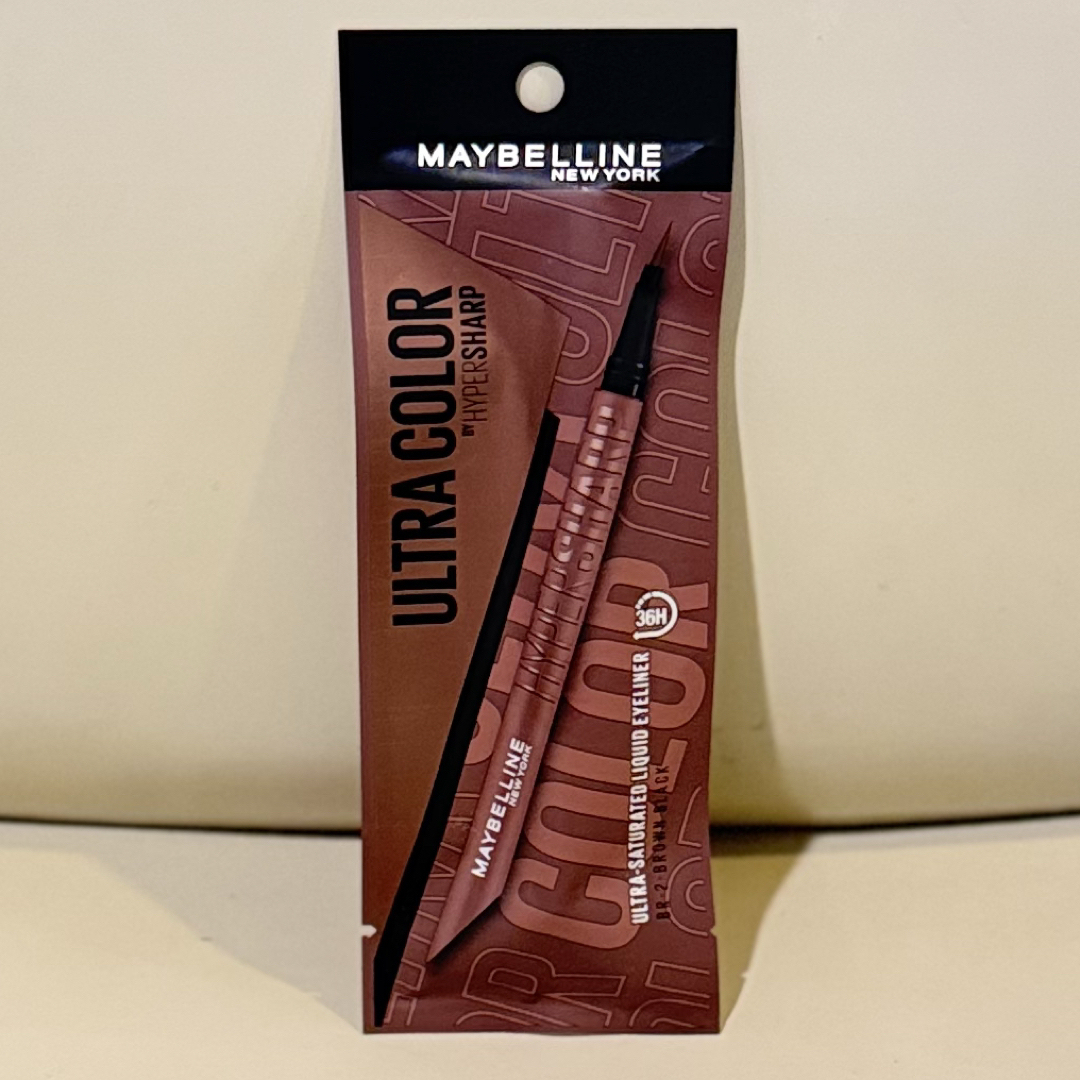 MAYBELLINE
NEW YORK
ULTRA COLOR
BY HYPERSHARP
HYPERSHARP
MAYBELLINE
NEW YORK
COLOR
36H
ULTRA-SATURATED LIQUID EYELINER
BR-2 BROWN BLACK